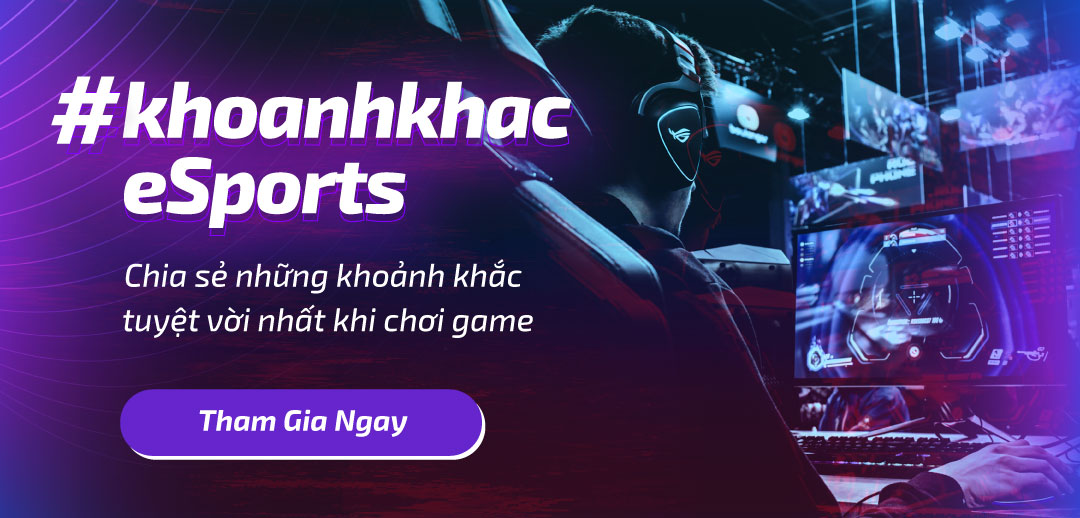 #khoanhkhac
eSports
Chia sẻ những khoảnh khắc
tuyệt vời nhất khi chơi game
Tham Gia Ngay